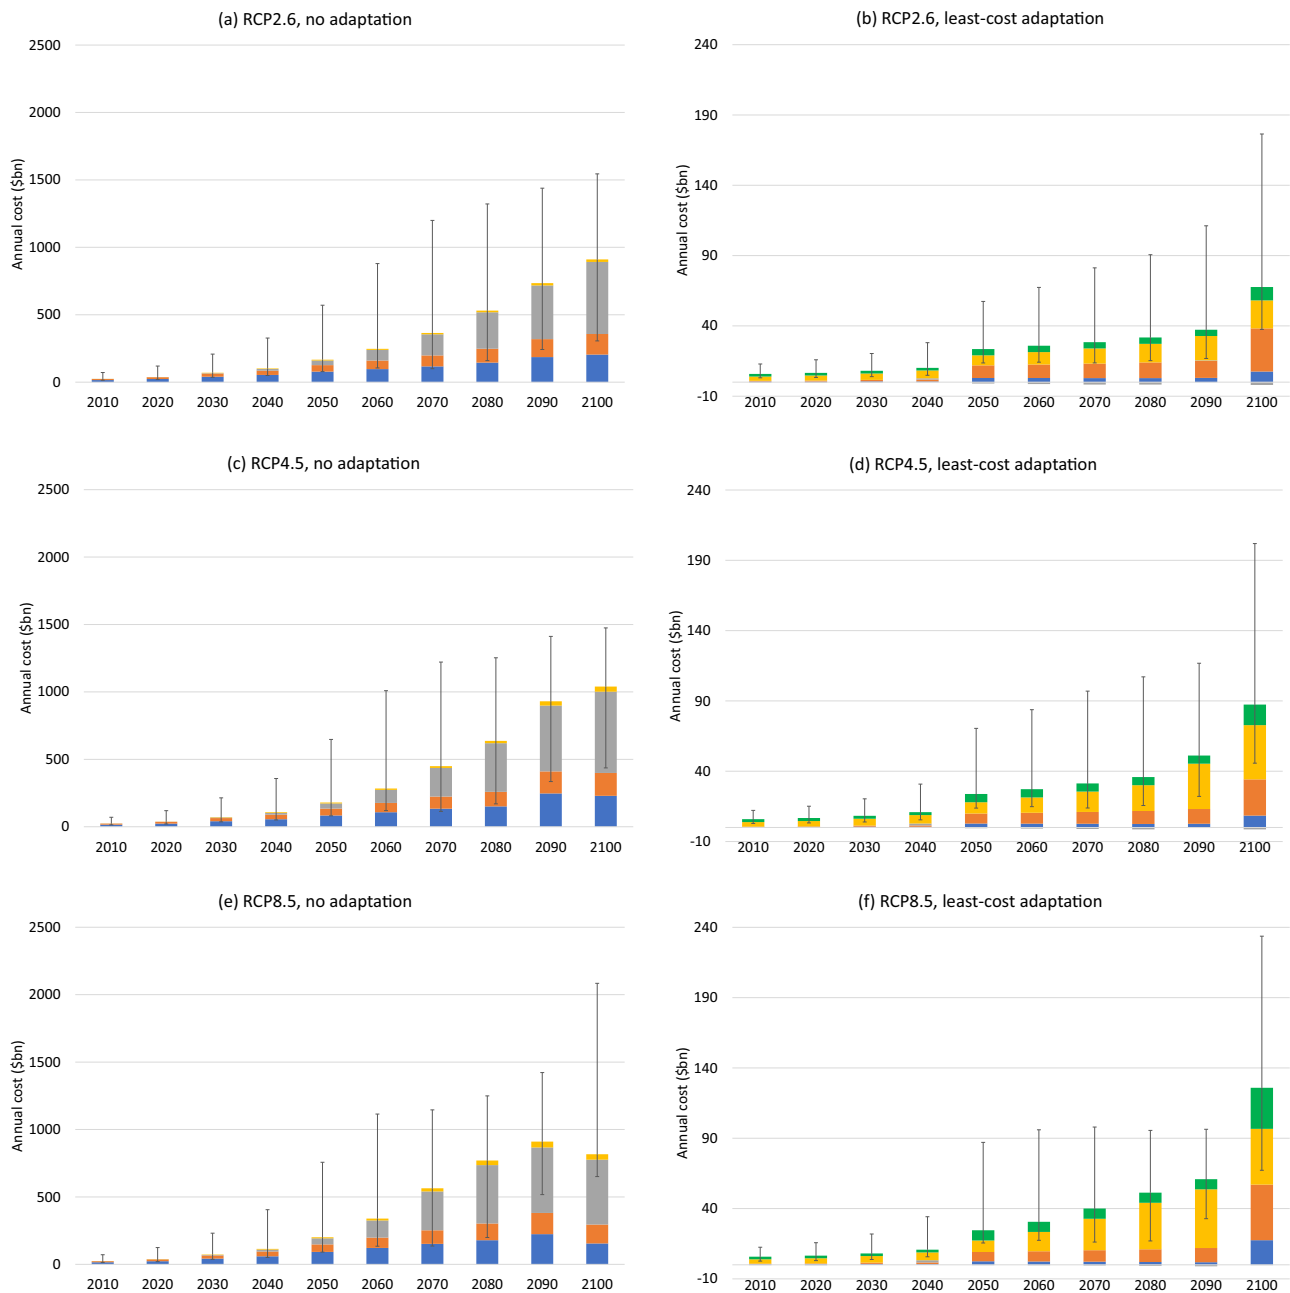 (a) RCP2.6, no adaptation
2500
2000
1500
1000
500
0
Annual cost ($bn)
2010 2020 2030 2040 2050 2060 2070 2080 2090 2100
(b) RCP2.6, least-cost adaptation
240
190
140
90
40
-10
Annual cost ($bn)
2010 2020 2030 2040 2050 2060 2070 2080 2090 2100
(c) RCP4.5, no adaptation
2500
2000
1500
1000
500
0
Annual cost ($bn)
2010 2020 2030 2040 2050 2060 2070 2080 2090 2100
(d) RCP4.5, least-cost adaptation
240
190
140
90
40
-10
Annual cost ($bn)
2010 2020 2030 2040 2050 2060 2070 2080 2090 2100
(e) RCP8.5, no adaptation
2500
2000
1500
1000
500
0
Annual cost ($bn)
2010 2020 2030 2040 2050 2060 2070 2080 2090 2100
(f) RCP8.5, least-cost adaptation
240
190
140
90
40
-10
Annual cost ($bn)
2010 2020 2030 2040 2050 2060 2070 2080 2090 2100